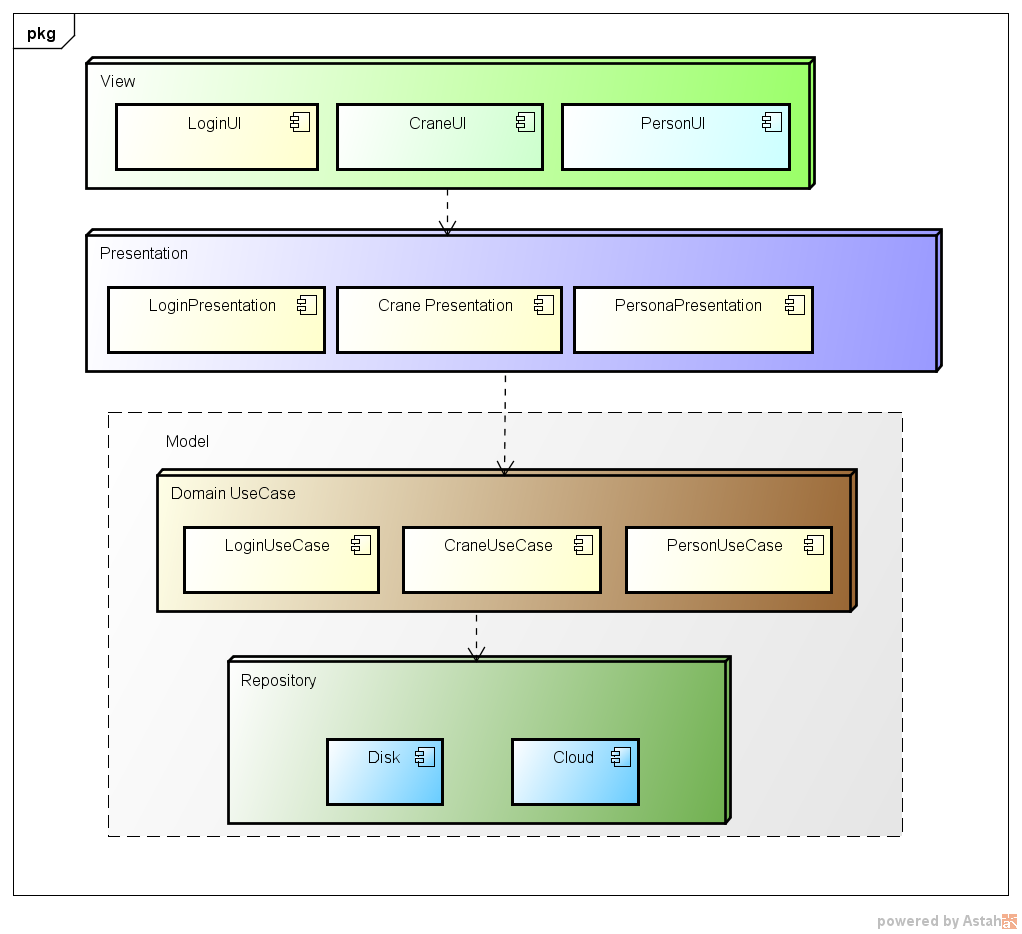 pkg
View
LoginUI
CraneUI
PersonUI
Presentation
LoginPresentation
Crane Presentation
PersonaPresentation
Model
Domain UseCase
LoginUseCase
CraneUseCase
PersonUseCase
Repository
Disk
Cloud
powered by Astah